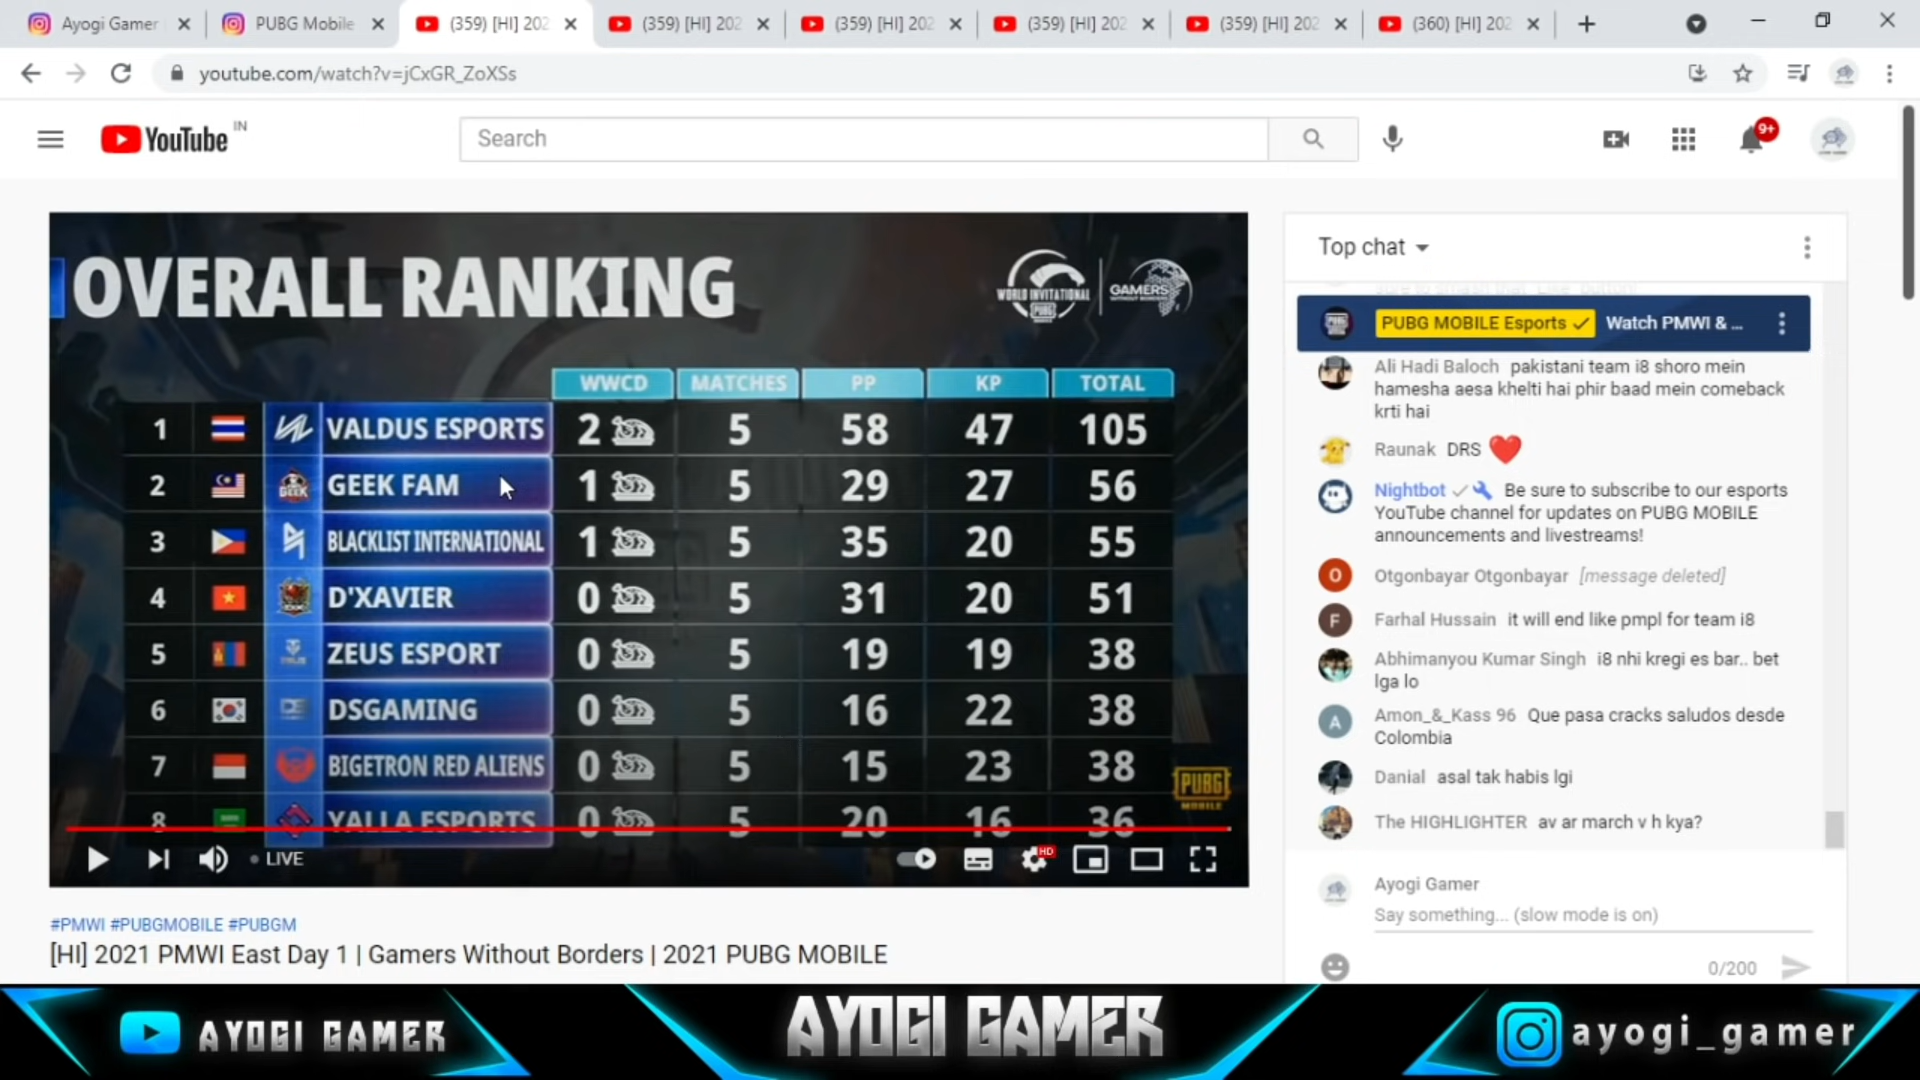 Ayogi Gamer
PUBG Mobile
(359) [HI] 202
(359) [HI] 202
(359) [HI] 202
(359) [HI] 202
(359) [HI] 202
(360) [HI] 202
youtube.com/watch?v=jCxGR_ZoXSs
YouTube IN
Search
9+
OVERALL RANKING
WORLD INVITATIONAL
PUBG
GAMERS
WITHOUT BORDERS
WWCD MATCHES PP KP TOTAL
1 VALDUS ESPORTS 2 5 58 47 105
2 GEEK FAM 1 5 29 27 56
3 BLACKLIST INTERNATIONAL 1 5 35 20 55
4 D'XAVIER 0 5 31 20 51
5 ZEUS ESPORT 0 5 19 19 38
6 DSGAMING 0 5 16 22 38
7 BIGETRON RED ALIENS 0 5 15 23 38
8 YALLA ESPORTS 0 5 20 16 36
PUBG
MOBILE
LIVE
HD
#PMWI #PUBGMOBILE #PUBGM
[HI] 2021 PMWI East Day 1 | Gamers Without Borders | 2021 PUBG MOBILE
Top chat
PUBG MOBILE Esports Watch PMWI & ...
Ali Hadi Baloch pakistani team i8 shoro mein
hamesha aesa khelti hai phir baad mein comeback
krti hai
Raunak DRS
Nightbot Be sure to subscribe to our esports
YouTube channel for updates on PUBG MOBILE
announcements and livestreams!
O Otgonbayar Otgonbayar [message deleted]
F Farhal Hussain it will end like pmpl for team i8
Abhimanyou Kumar Singh i8 nhi kregi es bar.. bet
lga lo
A Amon_&_Kass 96 Que pasa cracks saludos desde
Colombia
Danial asal tak habis lgi
The HIGHLIGHTER av ar march v h kya?
Ayogi Gamer
Say something... (slow mode is on)
0/200
AYOGI GAMER
AYOGI GAMER
ayogi_gamer